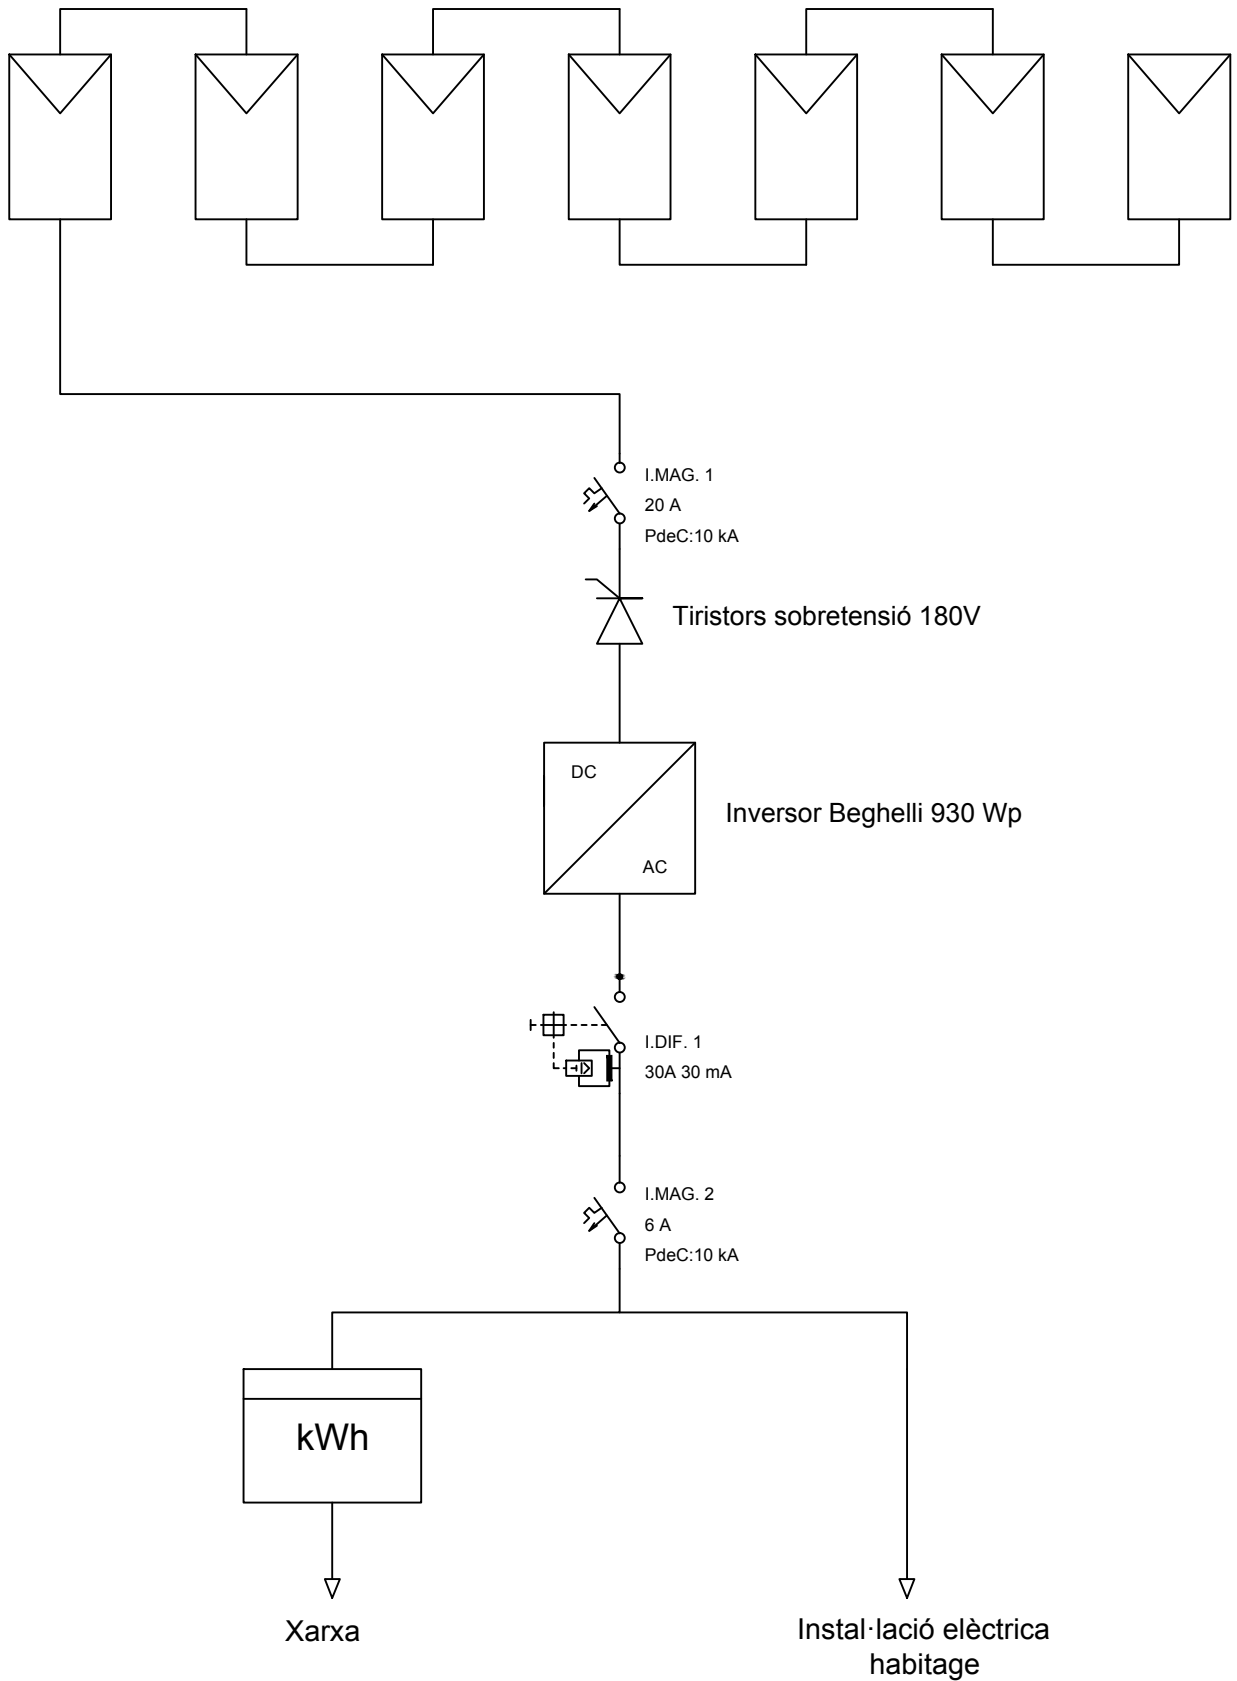 I.MAG. 1
20 A
PdeC:10 kA
Tiristors sobretensió 180V
DC
Inversor Beghelli 930 Wp
AC
I.DIF. 1
30A 30 mA
I.MAG. 2
6 A
PdeC:10 kA
kWh
Xarxa
Instal·lació elèctrica
habitage